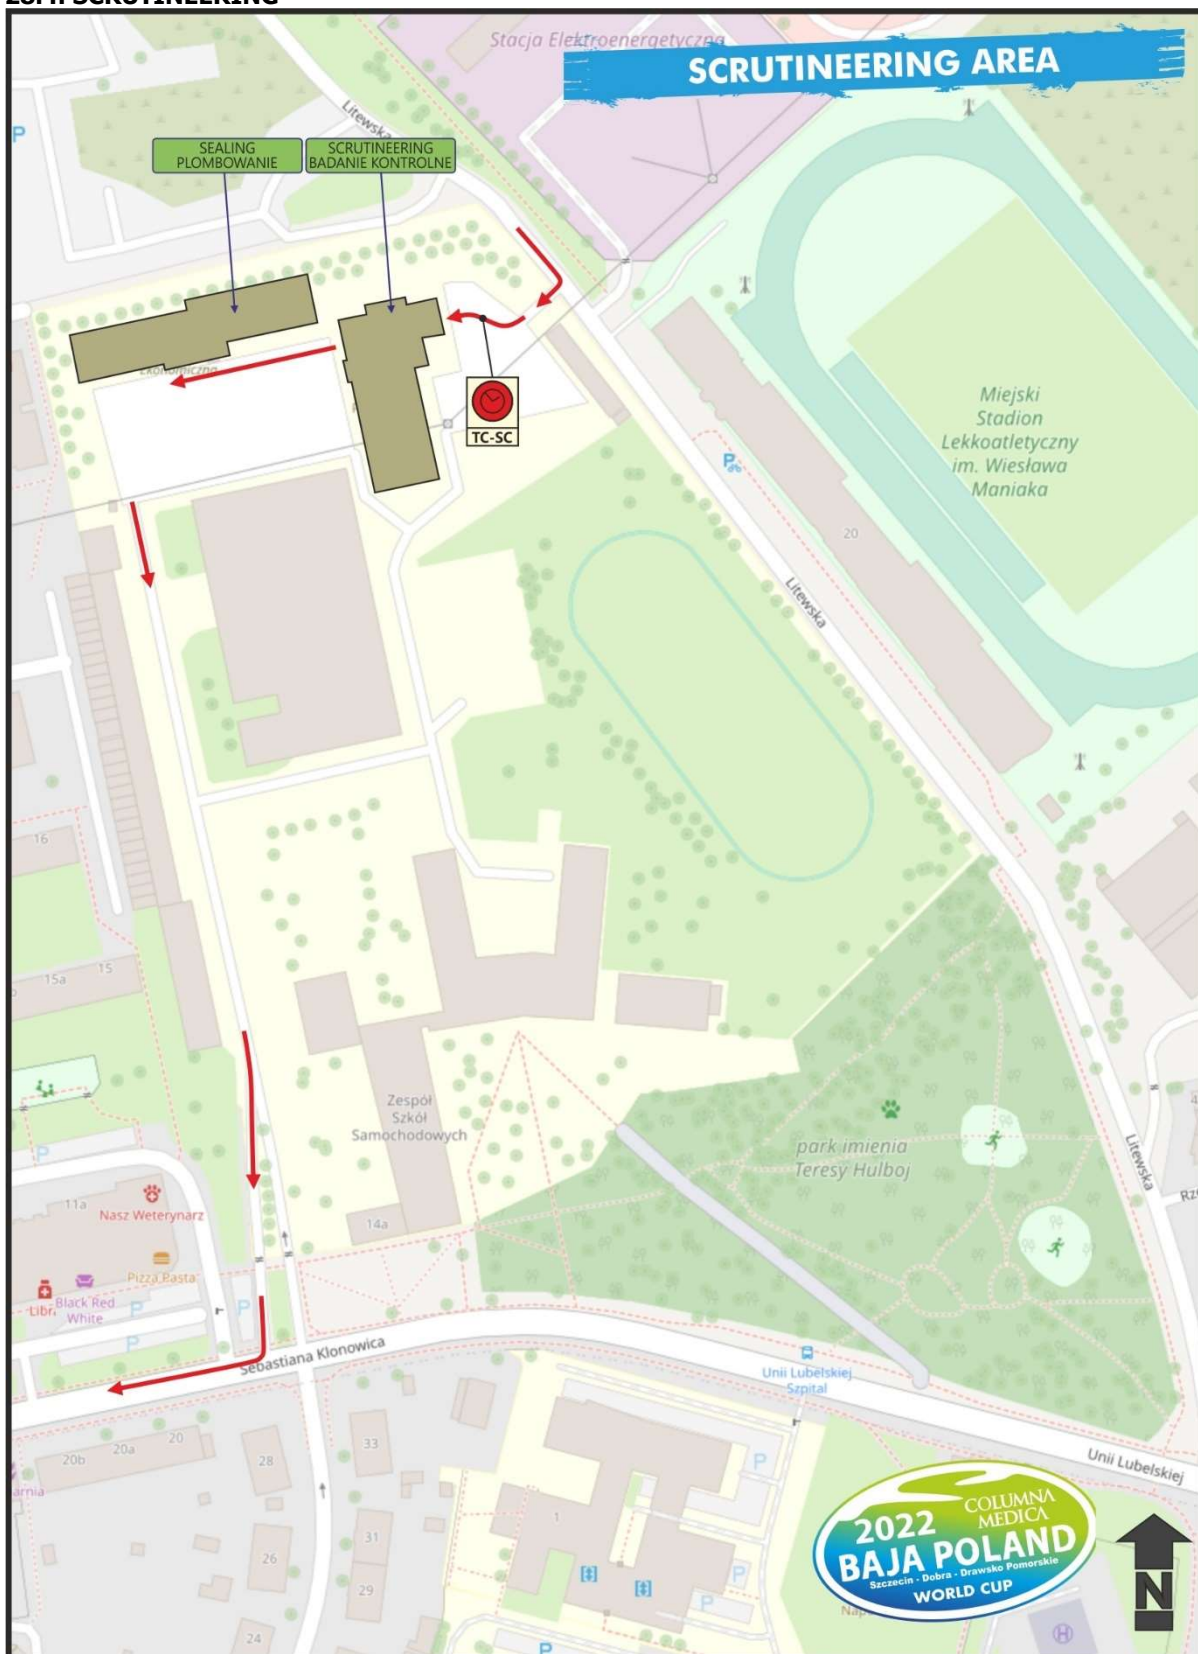 Stacja Elektroenergetyczna
SCRUTINEERING AREA
P
Litewska
SEALING
PLOMBOWANIE
SCRUTINEERING
BADANIE KONTROLNE
Ekonomiczna
TC-SC
Miejski
Stadion
Lekkoatletyczny
im. Wiesława
Maniaka
P
20
Litewska
16
15a
15
Zespół
Szkół
Samochodowych
park imienia
Teresy Hulboj
Litewska
P
11a
Nasz Weterynarz
14a
Pizza Pasta
Black Red
White
P
P
P
Sebastiana Klonowica
Unii Lubelskiej
Szpital
20b
20a
20
28
33
P
Unii Lubelskiej
26
31
1
29
P
P
24
P
H
2022
COLUMNA
MEDICA
BAJA POLAND
Szczecin - Dobra - Drawsko Pomorskie
WORLD CUP
N